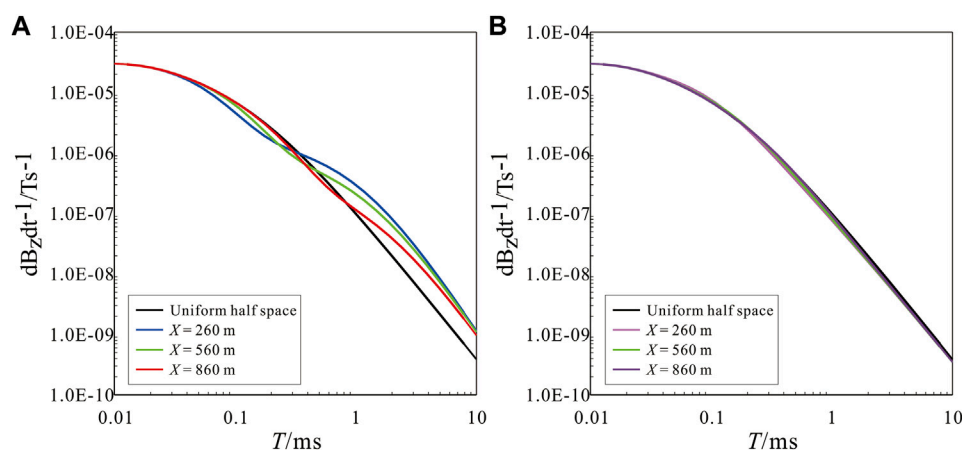 A
1.0E-04
1.0E-05
1.0E-06
1.0E-07
1.0E-08
1.0E-09
1.0E-10
dBzdt-1/Ts-1
Uniform half space
X = 260 m
X = 560 m
X = 860 m
0.01 0.1 1 10
T/ms
B
1.0E-04
1.0E-05
1.0E-06
1.0E-07
1.0E-08
1.0E-09
1.0E-10
dBzdt-1/Ts-1
Uniform half space
X = 260 m
X = 560 m
X = 860 m
0.01 0.1 1 10
T/ms